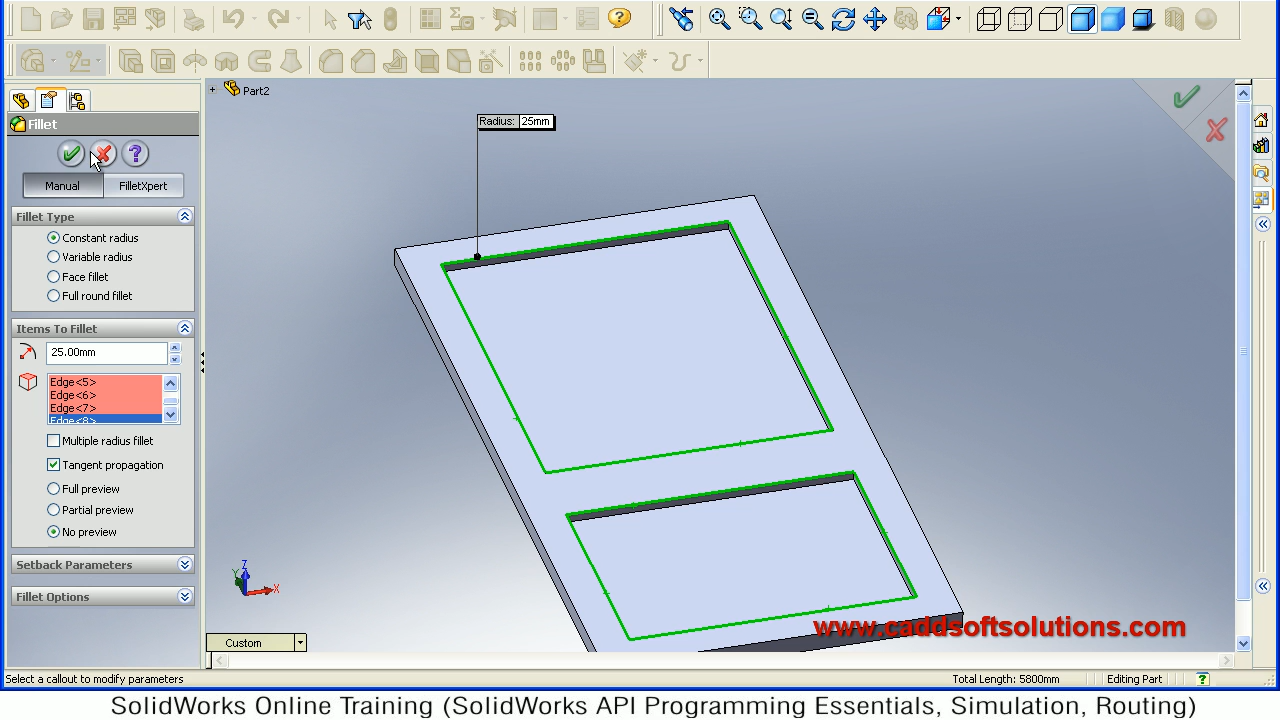 Part2
Radius: 25mm
Fillet
Manual
FilletXpert
Fillet Type
Constant radius
Variable radius
Face fillet
Full round fillet
Items To Fillet
25.00mm
Edge<5>
Edge<6>
Edge<7>
Edge<8>
Multiple radius fillet
Tangent propagation
Full preview
Partial preview
No preview
Setback Parameters
Fillet Options
Z
Y
X
Custom
www.caddsoftsolutions.com
Select a callout to modify parameters
Total Length: 5800mm
Editing Part
SolidWorks Online Training (SolidWorks API Programming Essentials, Simulation, Routing)